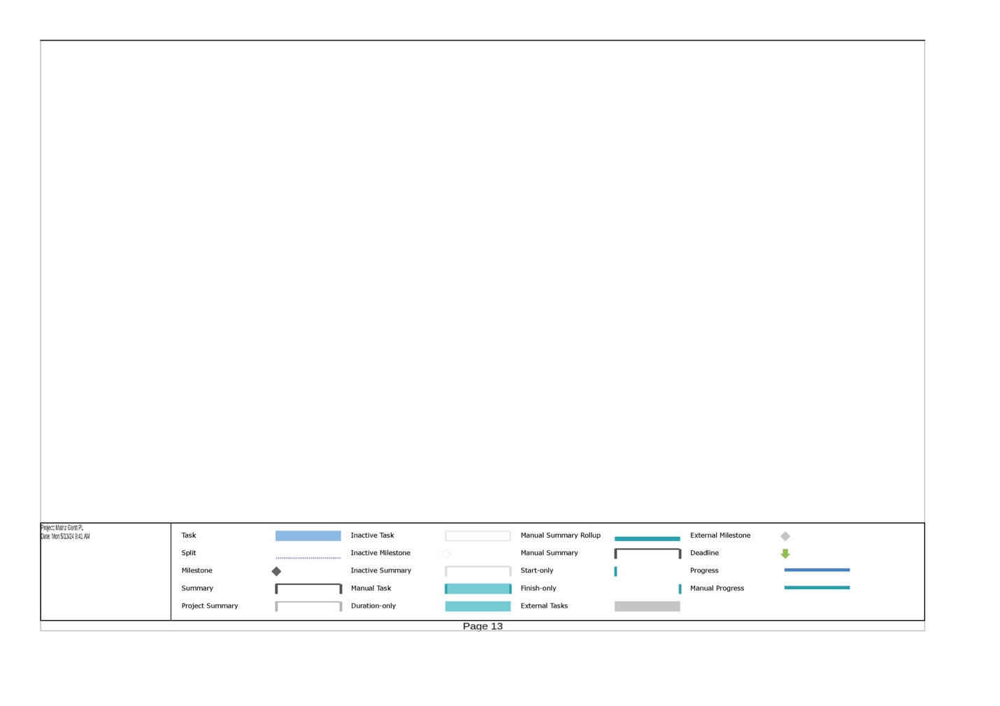 Project: Matriz Gantt PL
Date: Mon 5/13/24 9:41 AM
Task
Split
Milestone
Summary
Project Summary
Inactive Task
Inactive Milestone
Inactive Summary
Manual Task
Duration-only
Manual Summary Rollup
Manual Summary
Start-only
Finish-only
External Tasks
External Milestone
Deadline
Progress
Manual Progress
Page 13